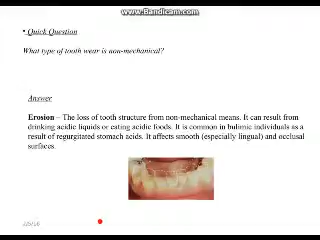 www.Bandicam.com
• Quick Question
What type of tooth wear is non-mechanical?
Answer
Erosion – The loss of tooth structure from non-mechanical means. It can result from
drinking acidic liquids or eating acidic foods. It is common in bulimic individuals as a
result of regurgitated stomach acids. It affects smooth (especially lingual) and occlusal
surfaces.